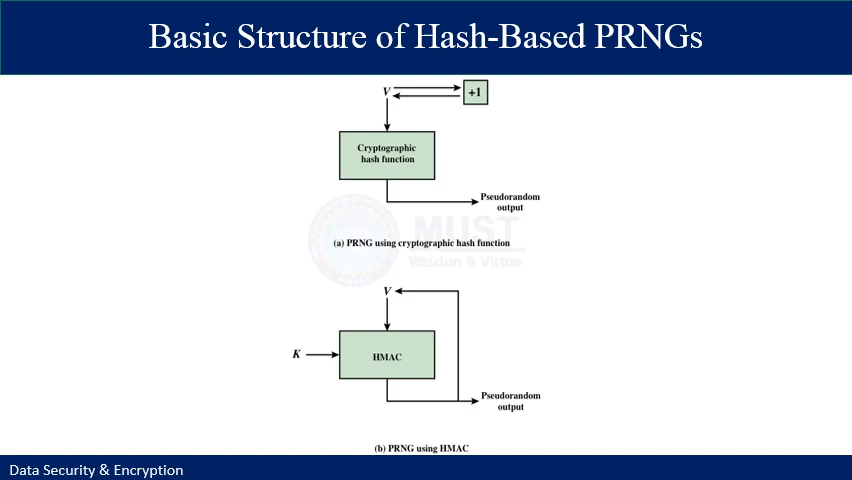 Basic Structure of Hash-Based PRNGs
V
+1
Cryptographic
hash function
Pseudorandom
output
MUST
Wisdom & Virtue
(a) PRNG using cryptographic hash function
V
K
HMAC
Pseudorandom
output
(b) PRNG using HMAC
Data Security & Encryption